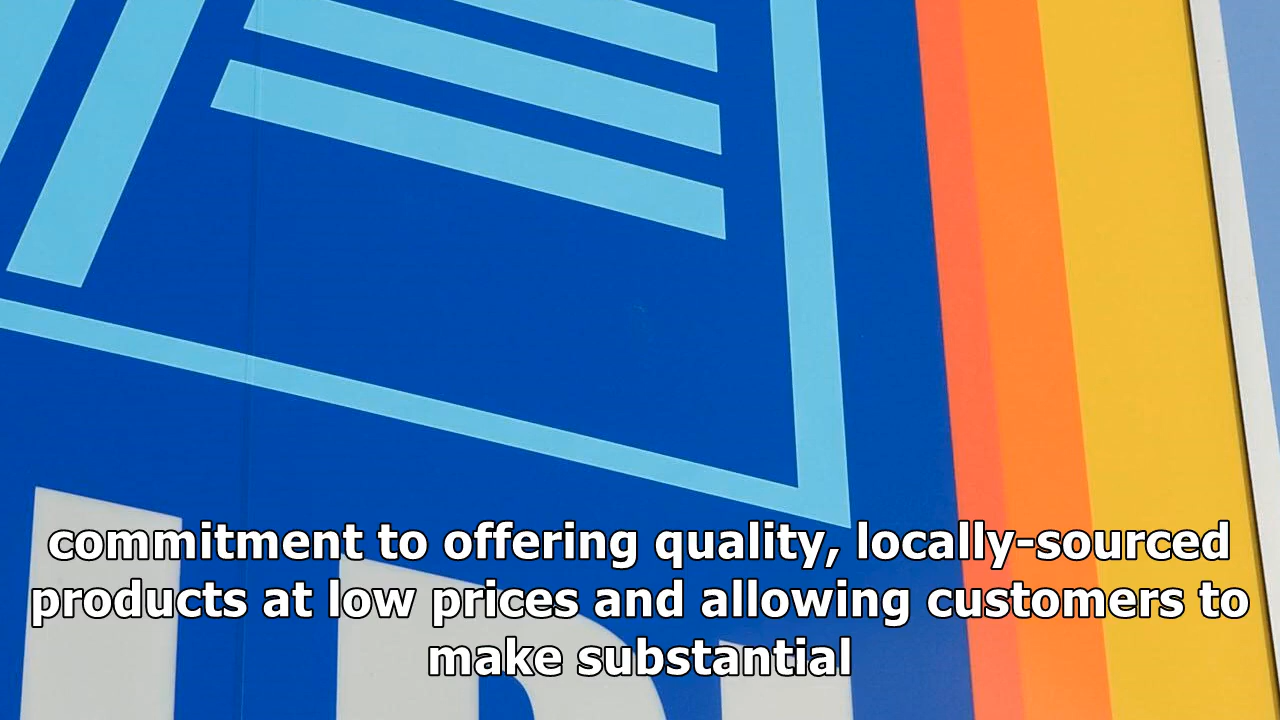 commitment to offering quality, locally-sourced
products at low prices and allowing customers to
make substantial